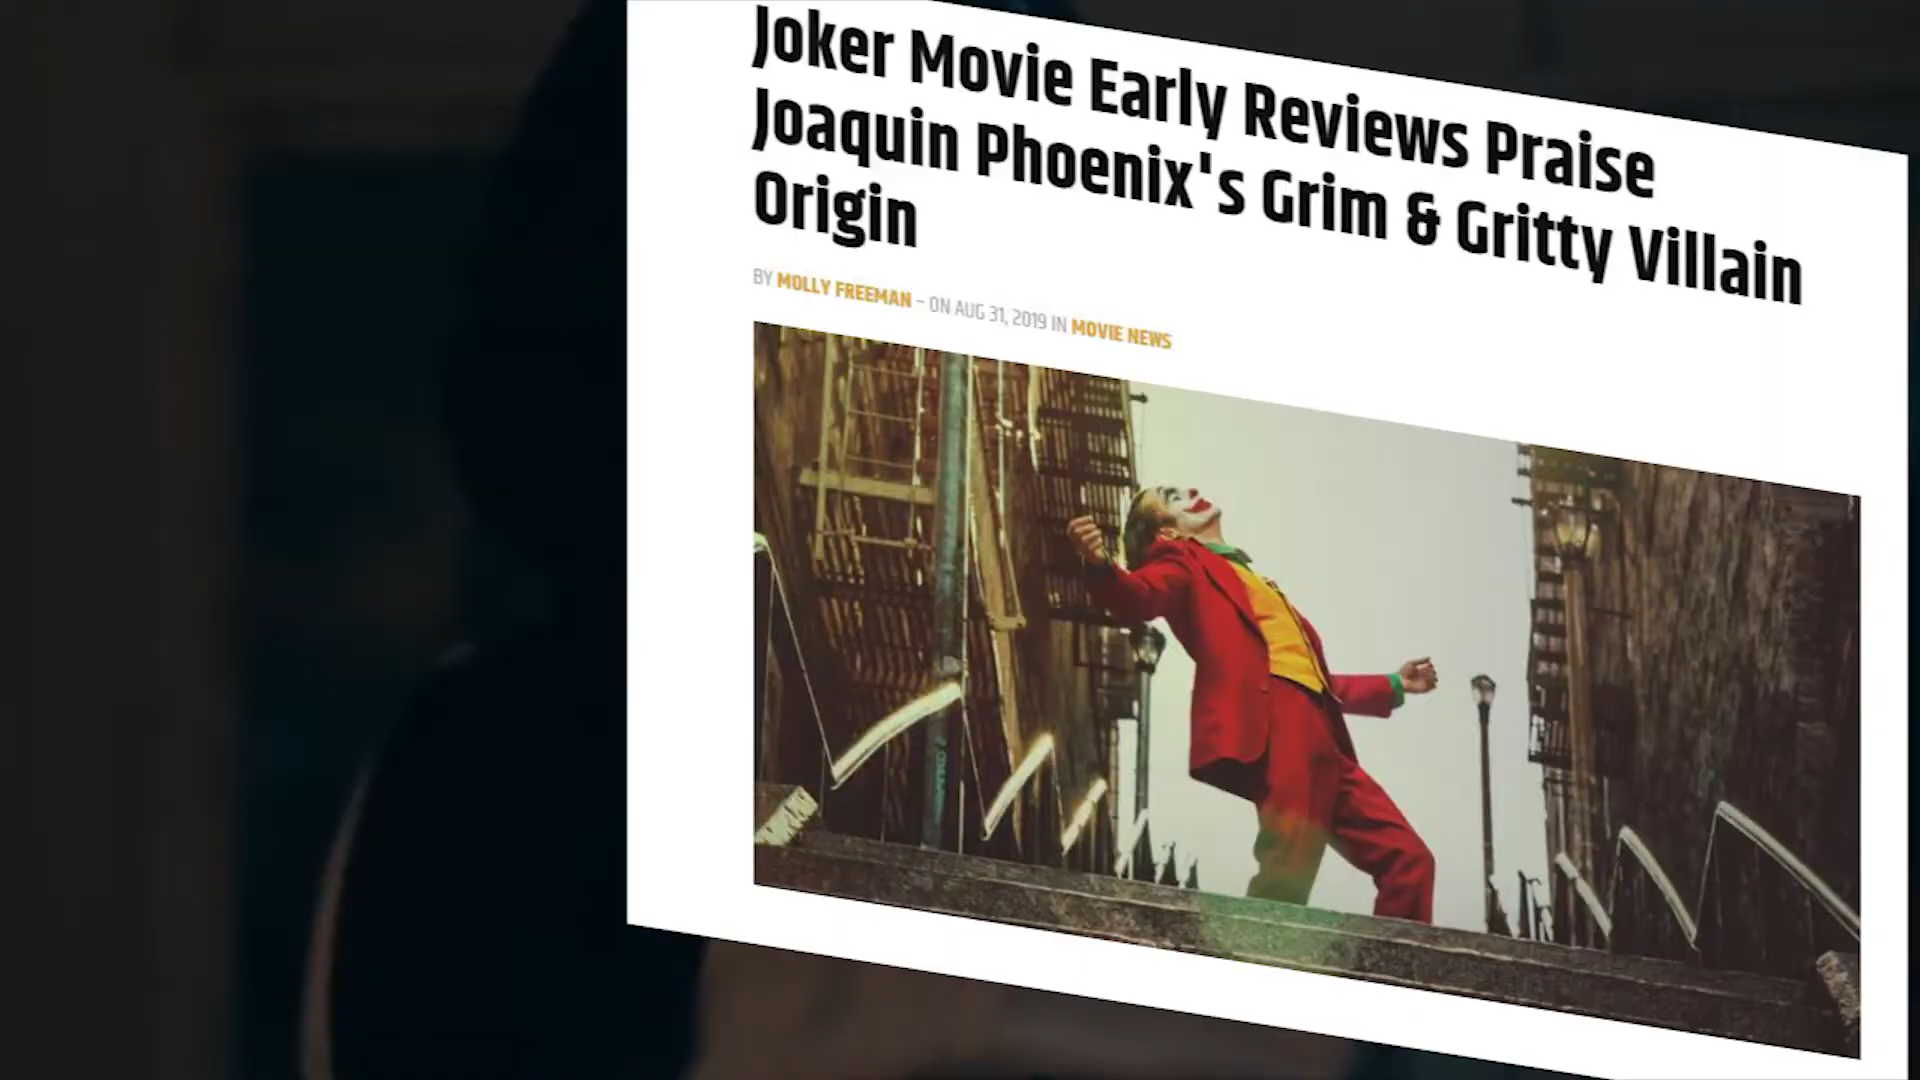 Joker Movie Early Reviews Praise
Joaquin Phoenix's Grim & Gritty Villain
Origin
BY MOLLY FREEMAN – ON AUG 31, 2019 IN MOVIE NEWS